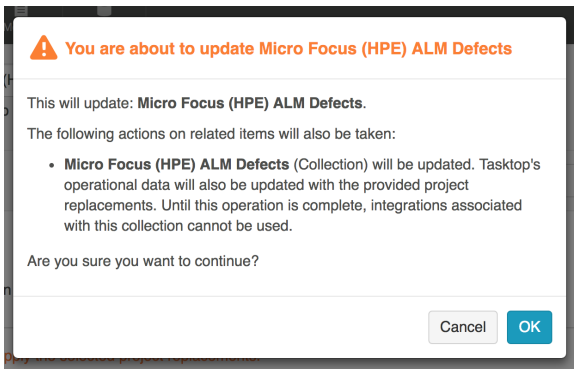 You are about to update Micro Focus (HPE) ALM Defects
This will update: Micro Focus (HPE) ALM Defects.
The following actions on related items will also be taken:
• Micro Focus (HPE) ALM Defects (Collection) will be updated. Tasktop's
operational data will also be updated with the provided project
replacements. Until this operation is complete, integrations associated
with this collection cannot be used.
Are you sure you want to continue?
Cancel
OK